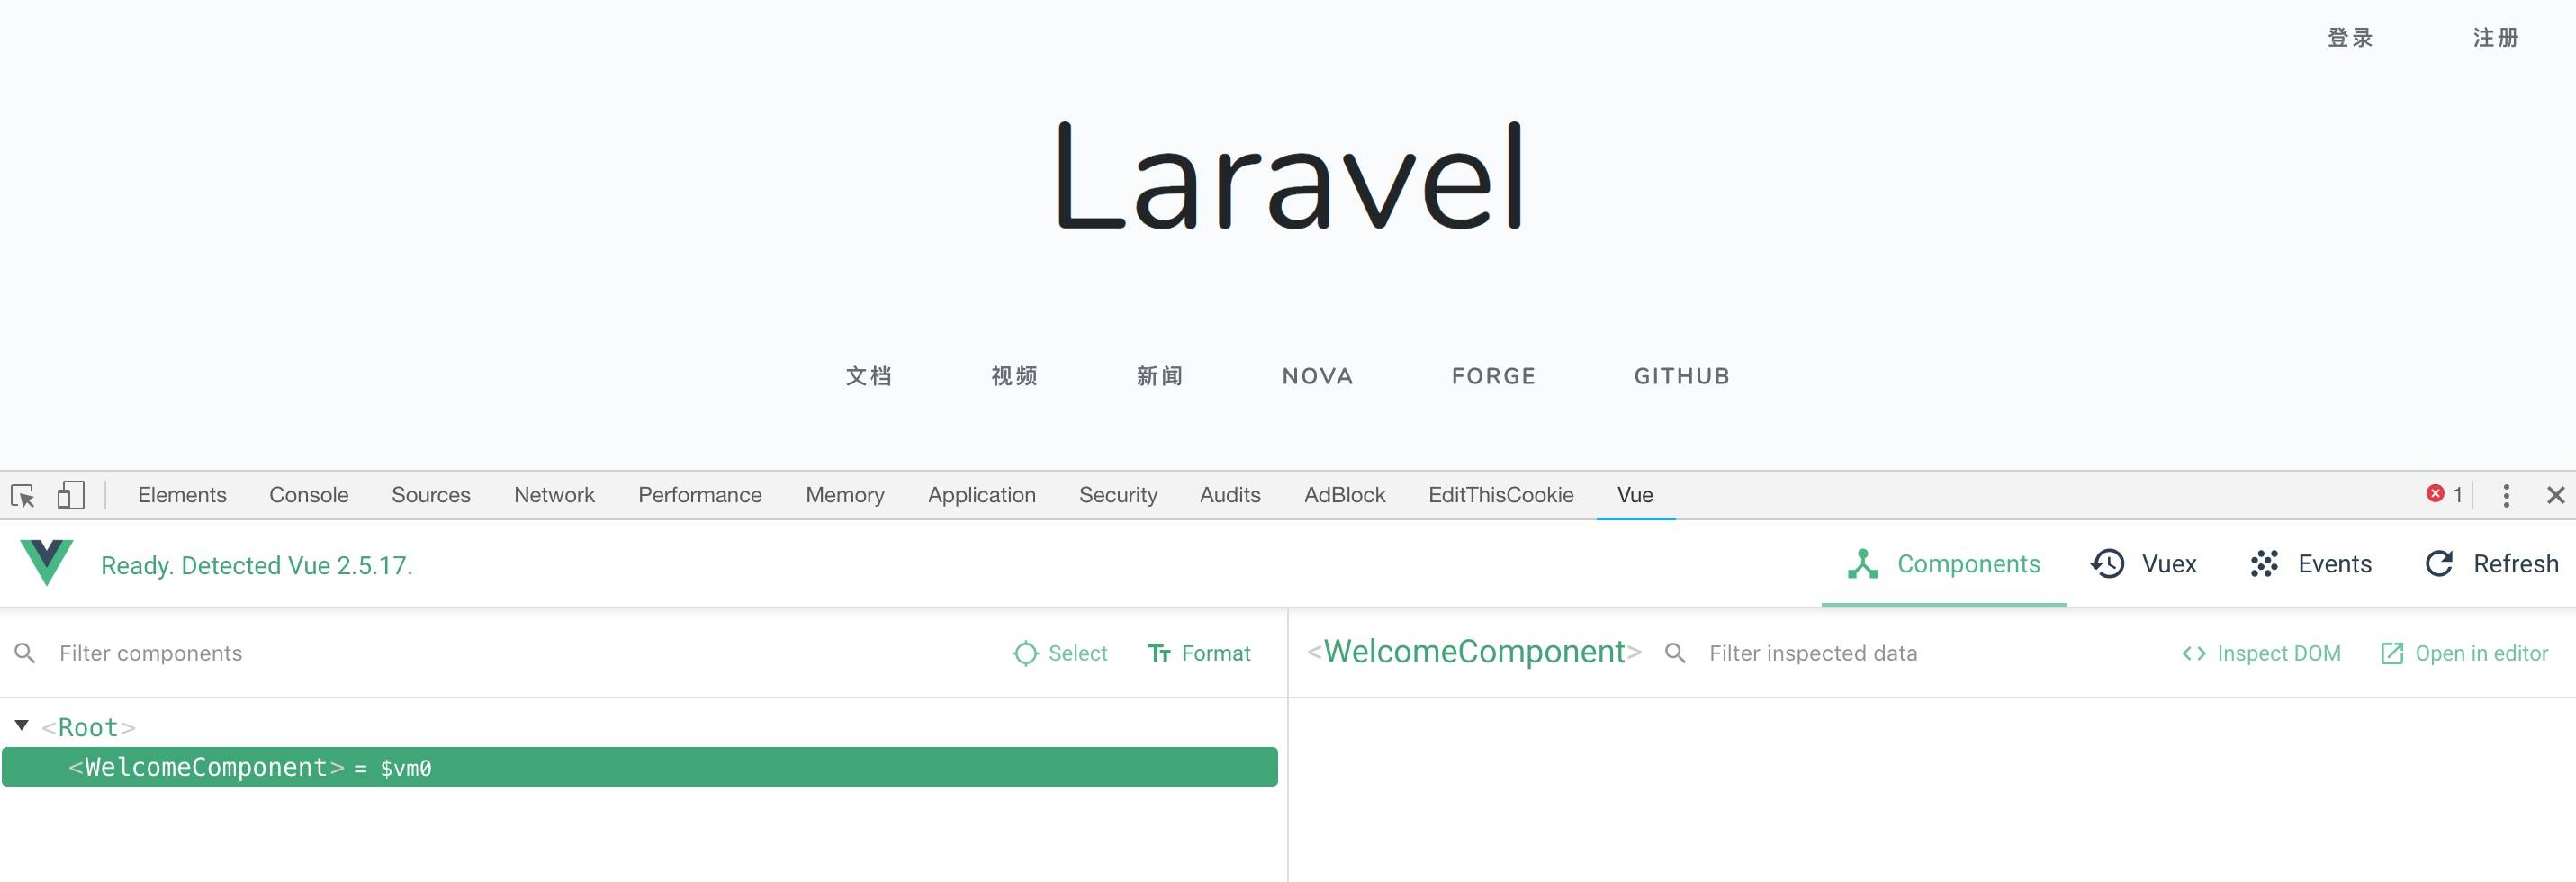 登录 注册
Laravel
文档 视频 新闻 NOVA FORGE GITHUB
Elements Console Sources Network Performance Memory Application Security Audits AdBlock EditThisCookie Vue 1
Ready. Detected Vue 2.5.17. Components Vuex Events Refresh
Filter components Select Format <WelcomeComponent> Filter inspected data Inspect DOM Open in editor
<Root>
<WelcomeComponent> = $vm0